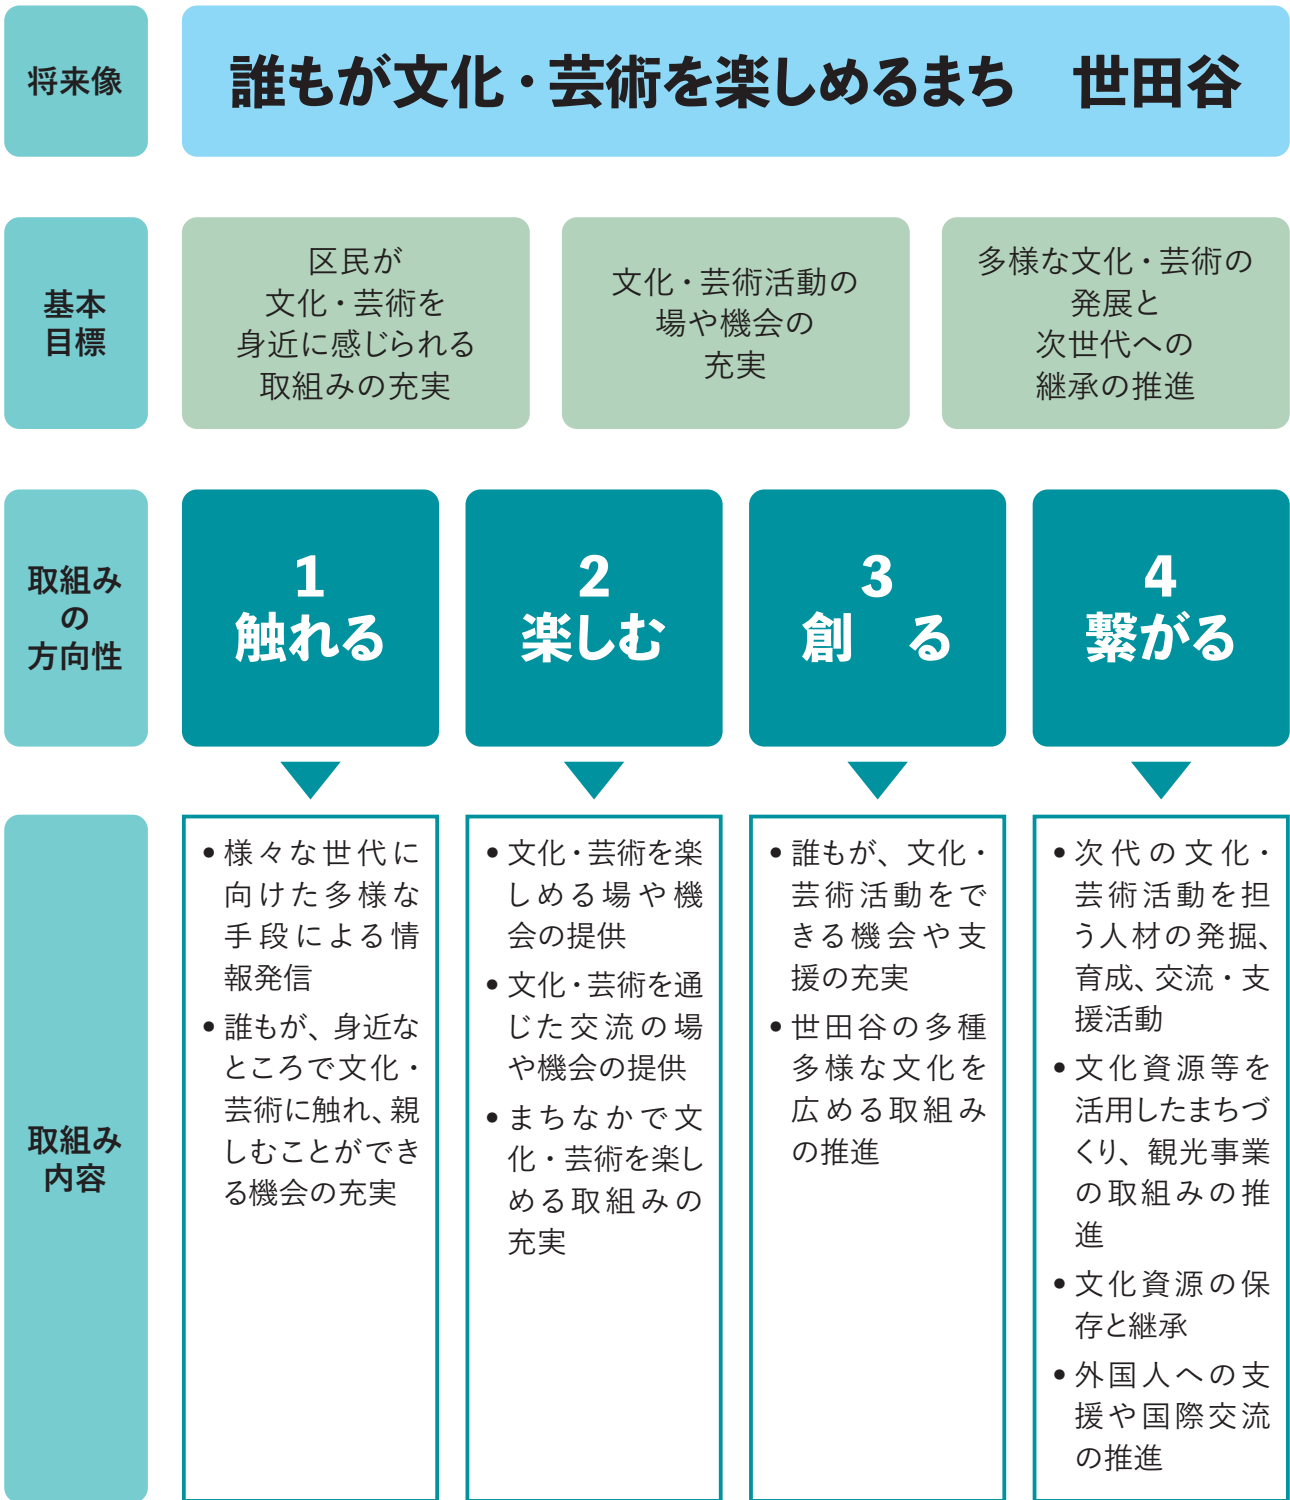 将来像
誰もが文化・芸術を楽しめるまち　世田谷
基本
目標
区民が
文化・芸術を
身近に感じられる
取組みの充実
文化・芸術活動の
場や機会の
充実
多様な文化・芸術の
発展と
次世代への
継承の推進
取組み
の
方向性
1
触れる
2
楽しむ
3
創　る
4
繋がる
取組み
内容
• 様々な世代に
向けた多様な
手段による情
報発信
• 誰もが、身近な
ところで文化・
芸術に触れ、親
しむことができ
る機会の充実
• 文化・芸術を楽
しめる場や機
会の提供
• 文化・芸術を通
じた交流の場
や機会の提供
• まちなかで文
化・芸術を楽し
める取組みの
充実
• 誰もが、文化・
芸術活動をで
きる機会や支
援の充実
• 世田谷の多種
多様な文化を
広める取組み
の推進
• 次代の文化・
芸術活動を担
う人材の発掘、
育成、交流・支
援活動
• 文化資源等を
活用したまちづ
くり、観光事業
の取組みの推
進
• 文化資源の保
存と継承
• 外国人への支
援や国際交流
の推進